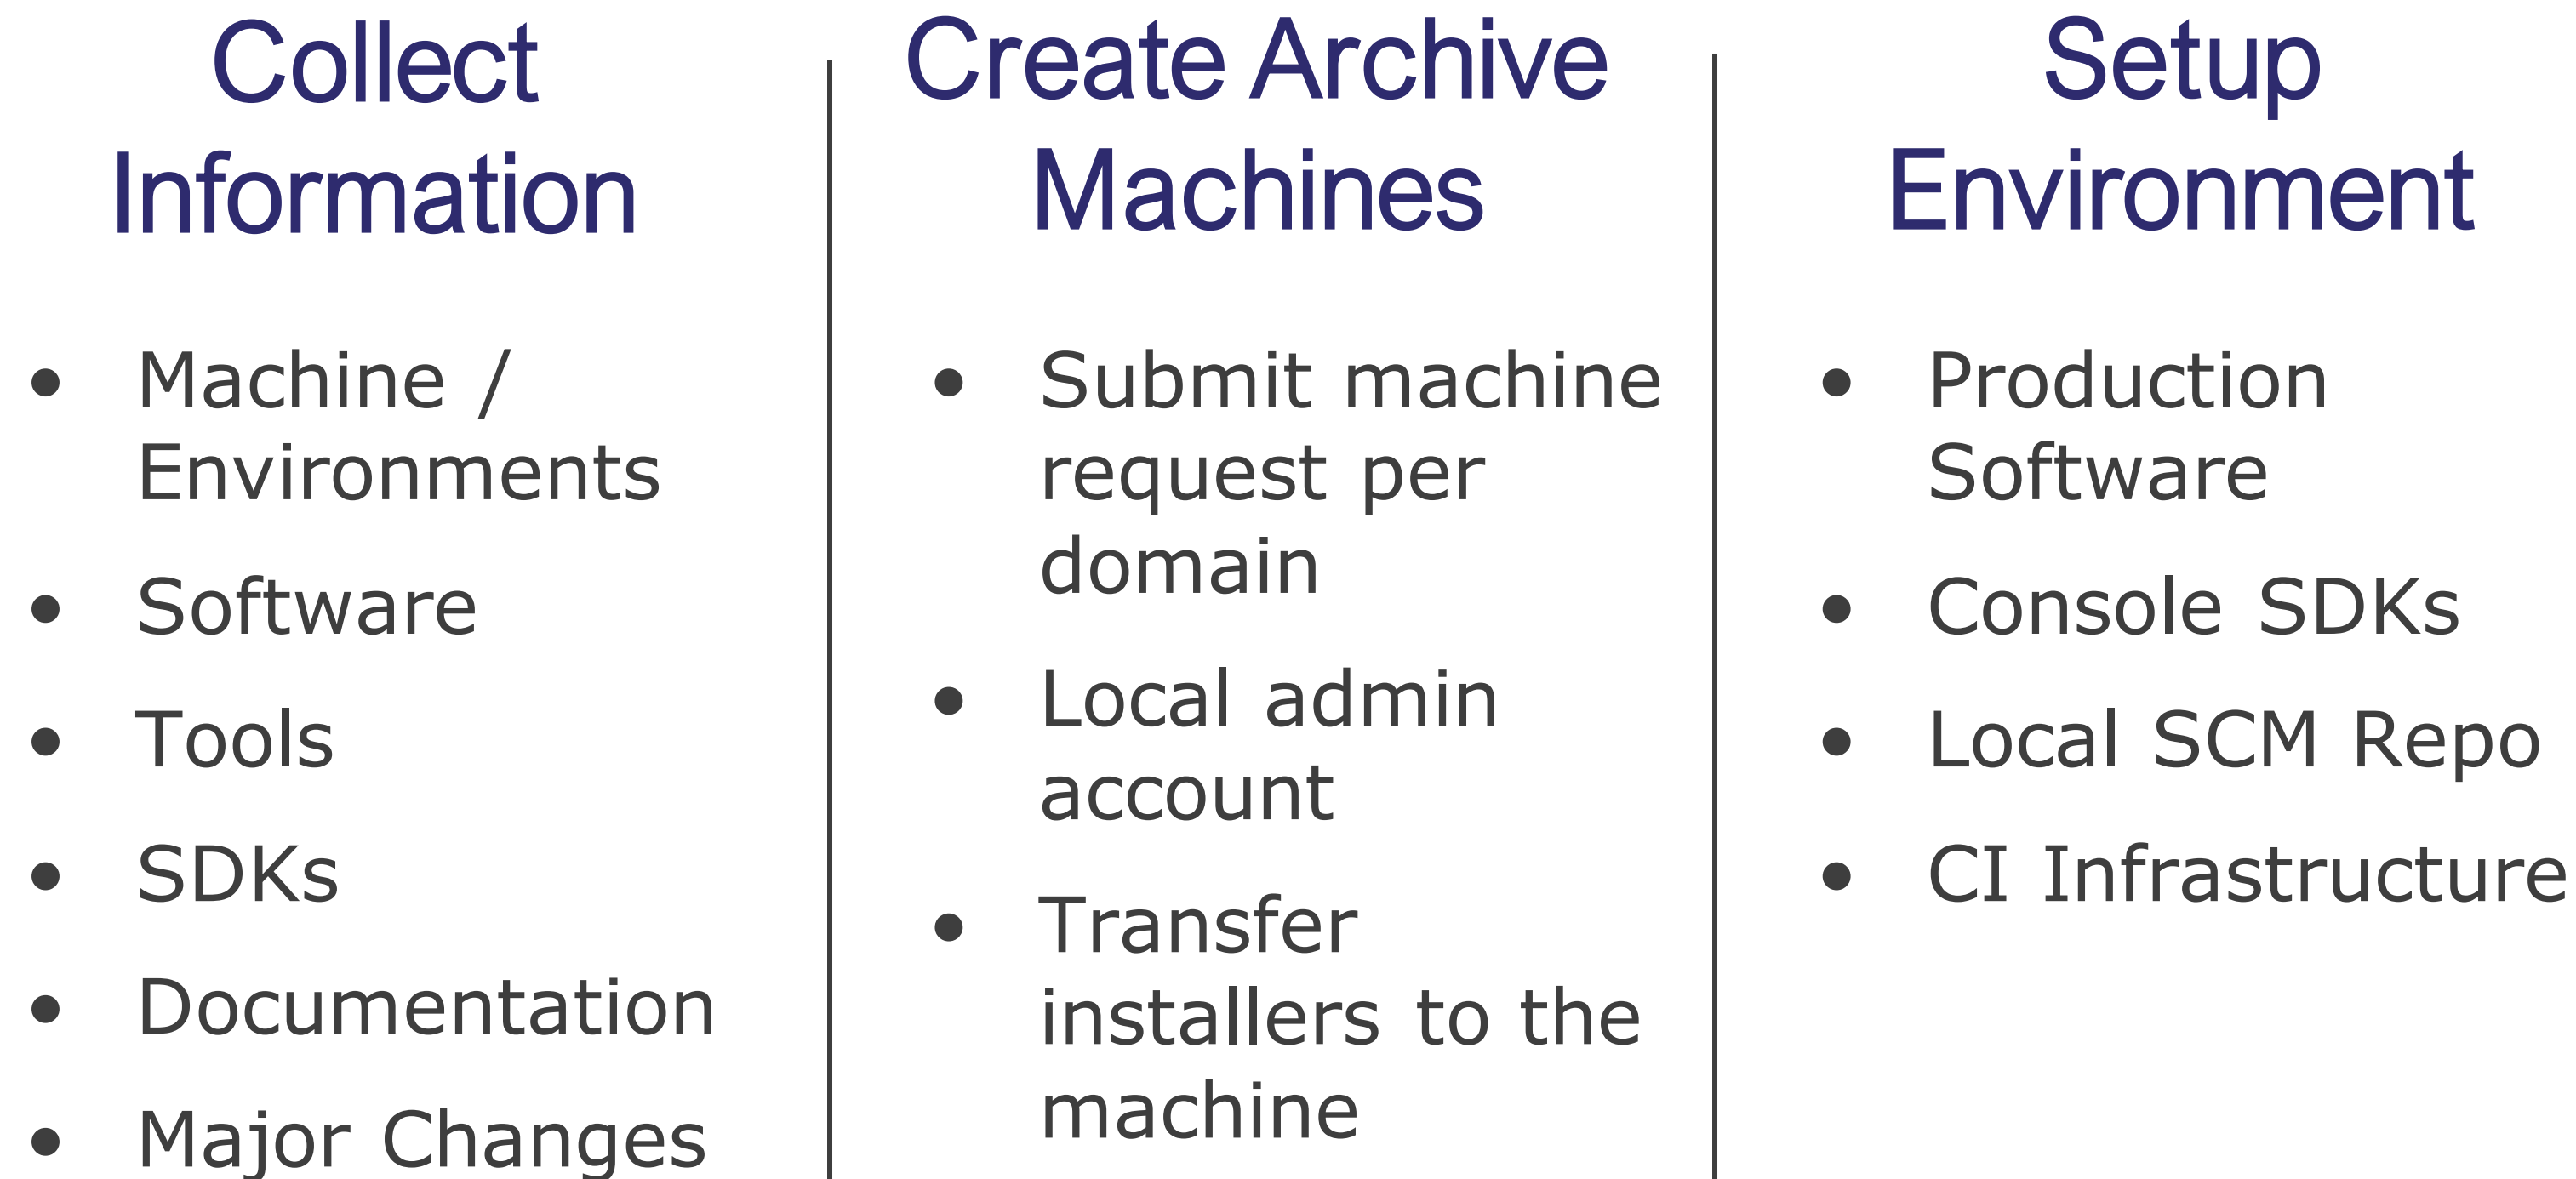 Collect
Information
• Machine /
Environments
• Software
• Tools
• SDKs
• Documentation
• Major Changes
Create Archive
Machines
• Submit machine
request per
domain
• Local admin
account
• Transfer
installers to the
machine
Setup
Environment
• Production
Software
• Console SDKs
• Local SCM Repo
• CI Infrastructure